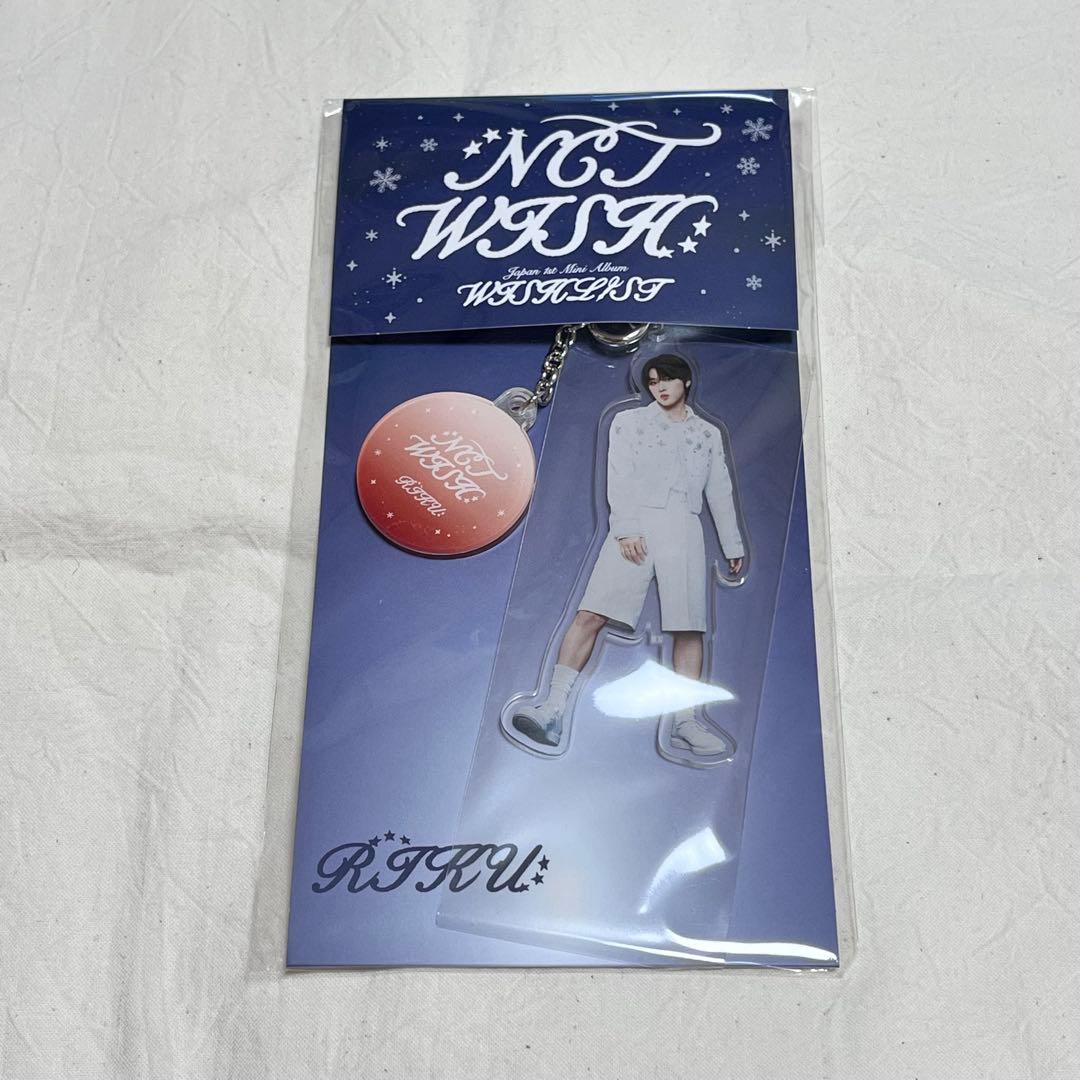 NCT
WISH
Japan 1st Mini Album
WISHLIST
NCT
WISH
RIKU
RIKU